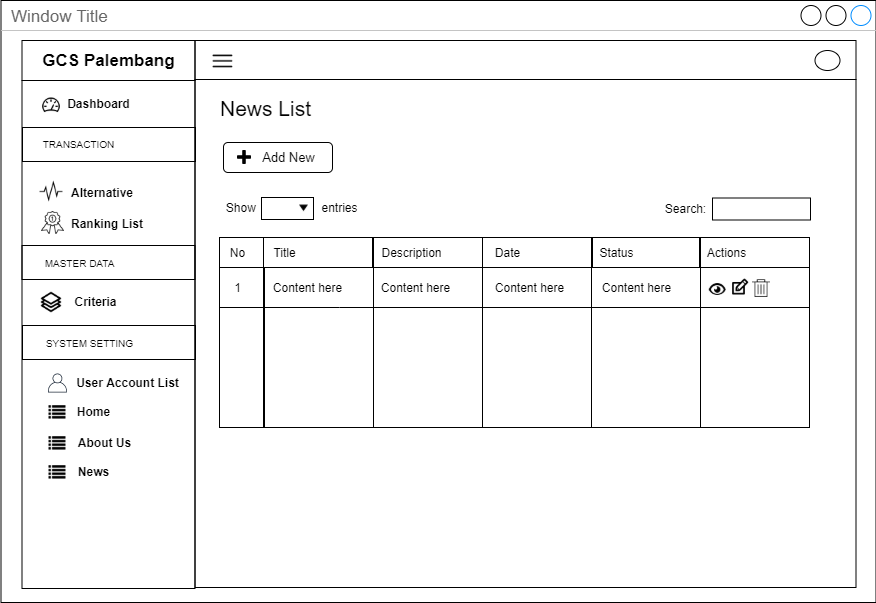 Window Title
GCS Palembang
Dashboard
TRANSACTION
Alternative
1
Ranking List
MASTER DATA
Criteria
SYSTEM SETTING
User Account List
Home
About Us
News
News List
Add New
Show entries
Search:
No Title Description Date Status Actions
1 Content here Content here Content here Content here